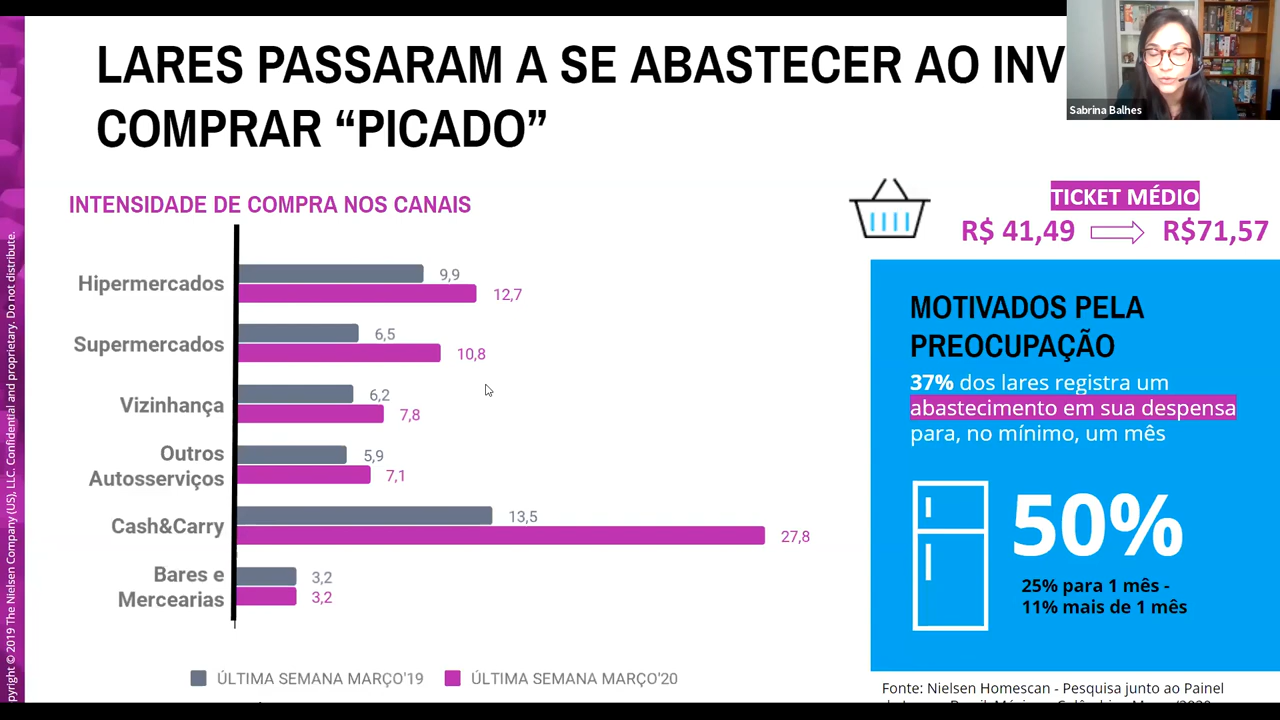 LARES PASSARAM A SE ABASTECER AO INV
COMPRAR “PICADO”
Sabrina Balhes
INTENSIDADE DE COMPRA NOS CANAIS
TICKET MÉDIO
R$ 41,49 R$71,57
Hipermercados
9,9
12,7
Supermercados
6,5
10,8
Vizinhança
6,2
7,8
Outros
Autosserviços
5,9
7,1
Cash&Carry
13,5
27,8
Bares e
Mercearias
3,2
3,2
ÚLTIMA SEMANA MARÇO'19
ÚLTIMA SEMANA MARÇO'20
MOTIVADOS PELA
PREOCUPAÇÃO
37% dos lares registra um
abastecimento em sua despensa
para, no mínimo, um mês
50%
25% para 1 mês -
11% mais de 1 mês
Fonte: Nielsen Homescan - Pesquisa junto ao Painel
pyright © 2019 The Nielsen Company (US), LLC. Confidential and proprietary. Do not distribute.